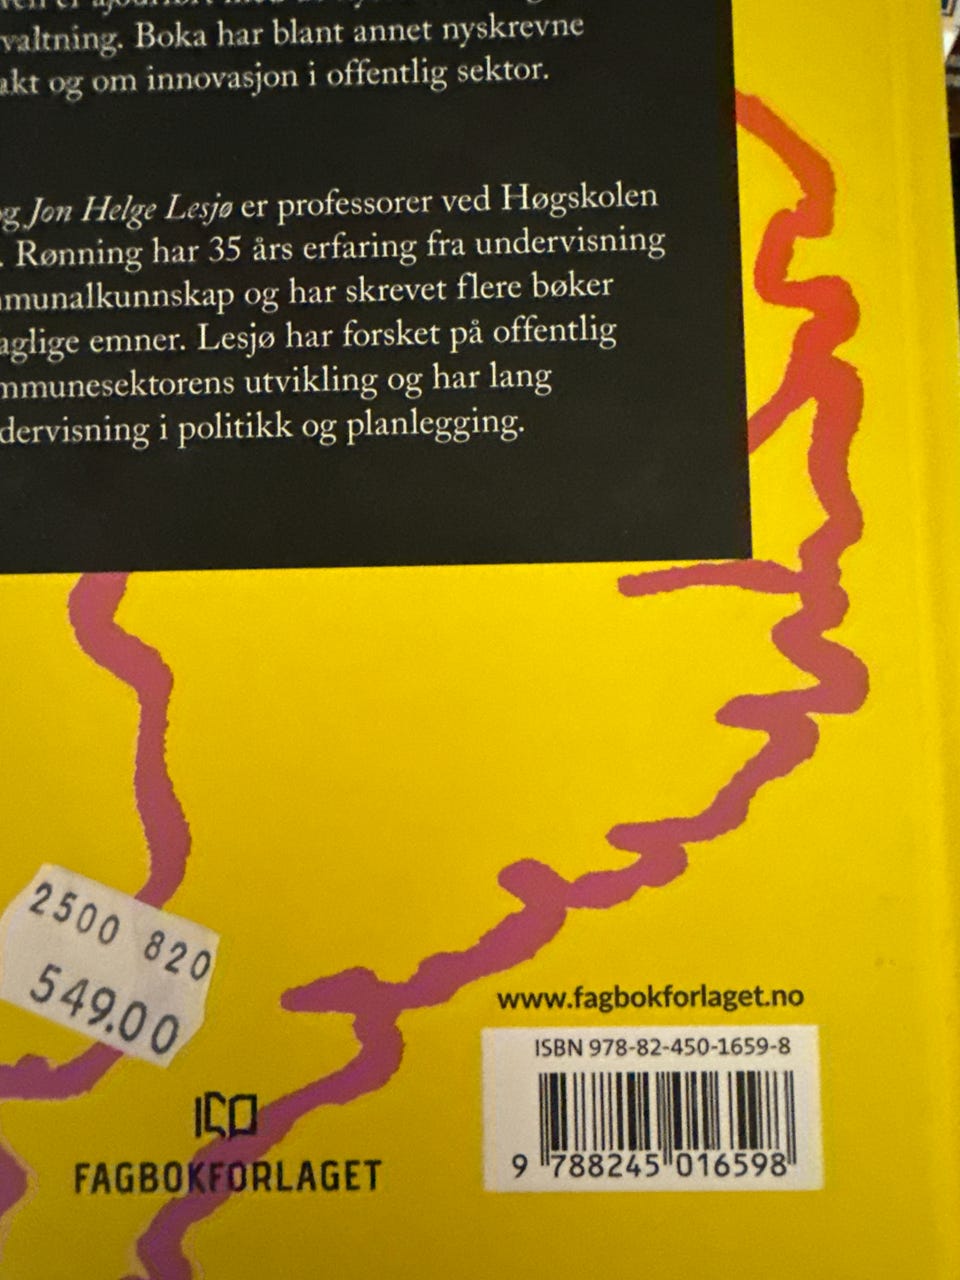 valtning. Boka har blant annet nyskrevne
akt og om innovasjon i offentlig sektor.
og Jon Helge Lesjø er professorer ved Høgskolen
. Rønning har 35 års erfaring fra undervisning
munalkunnskap og har skrevet flere bøker
aglige emner. Lesjø har forsket på offentlig
mmunesektorens utvikling og har lang
dervisning i politikk og planlegging.
2500 820
549.00
www.fagbokforlaget.no
ISBN 978-82-450-1659-8
9 788245 016598
FAGBOKFORLAGET